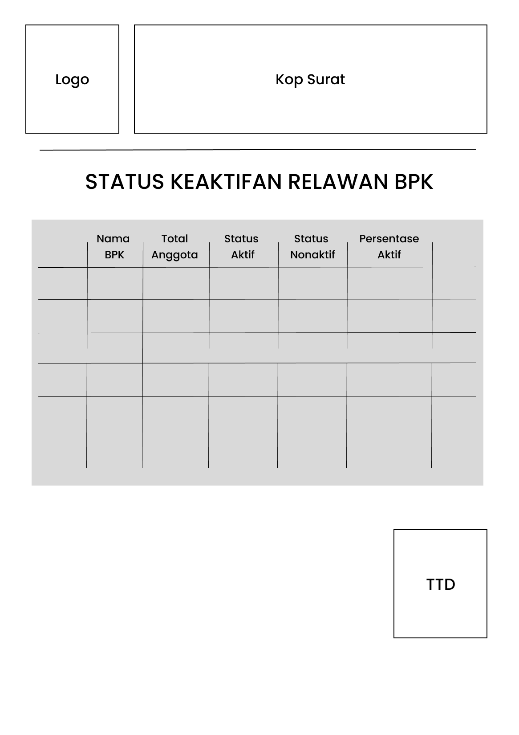 Logo
Kop Surat
STATUS KEAKTIFAN RELAWAN BPK
Nama Total Status Status Persentase
BPK Anggota Aktif Nonaktif Aktif
TTD